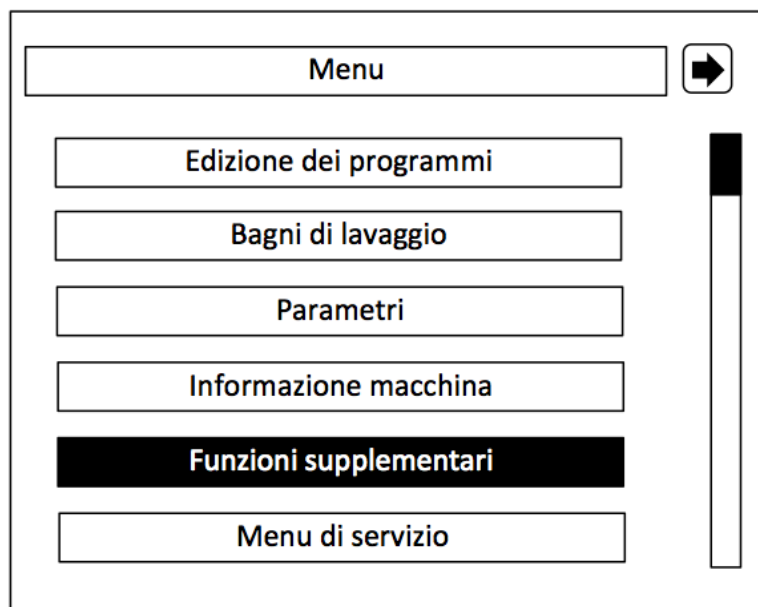 Menu
Edizione dei programmi
Bagni di lavaggio
Parametri
Informazione macchina
Funzioni supplementari
Menu di servizio